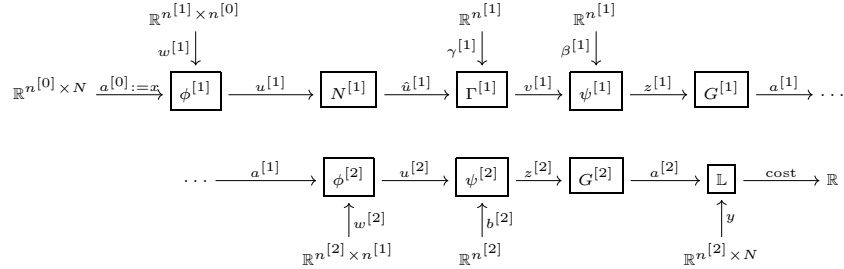 ℝ^{n^{[1]}×n^{[0]}} ℝ^{n^{[1]}} ℝ^{n^{[1]}}
w^{[1]} γ^{[1]} β^{[1]}
ℝ^{n^{[0]}×N} a^{[0]}:=x φ^{[1]} u^{[1]} N^{[1]} û^{[1]} Γ^{[1]} v^{[1]} ψ^{[1]} z^{[1]} G^{[1]} a^{[1]} ⋯
⋯ a^{[1]} φ^{[2]} u^{[2]} ψ^{[2]} z^{[2]} G^{[2]} a^{[2]} 𝕃 cost ℝ
w^{[2]} b^{[2]} y
ℝ^{n^{[2]}×n^{[1]}} ℝ^{n^{[2]}} ℝ^{n^{[2]}×N}